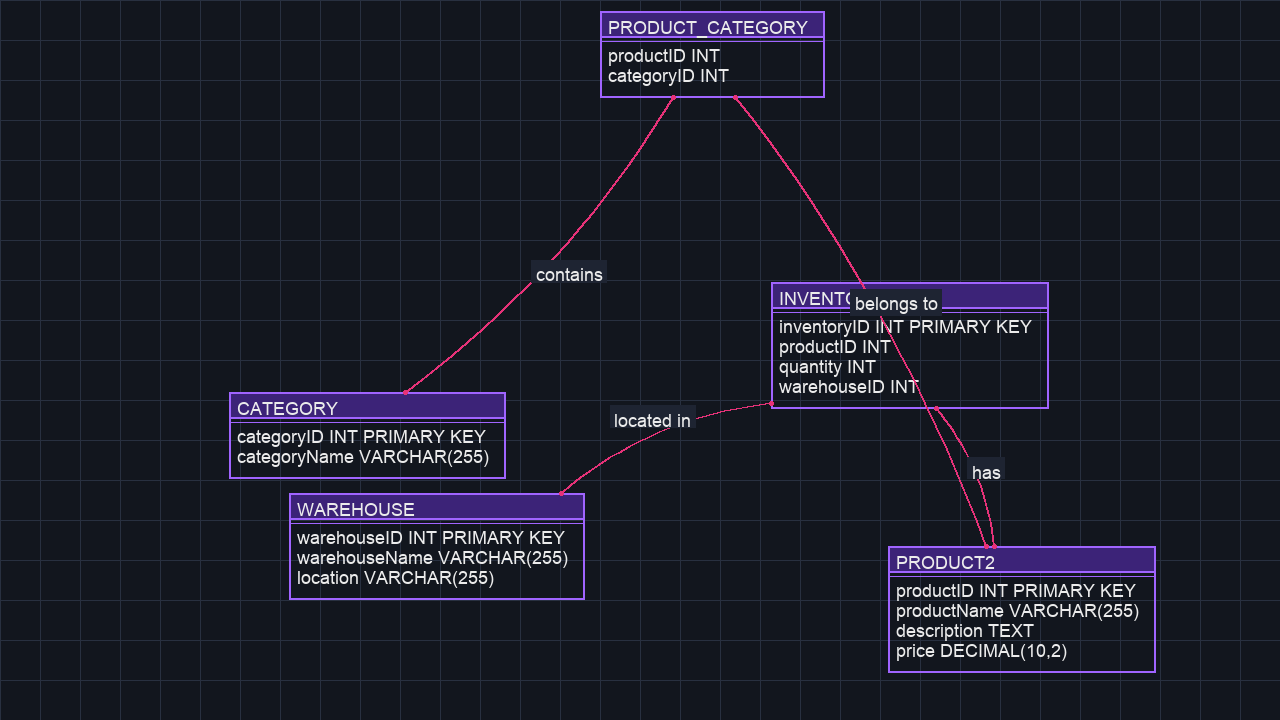 PRODUCT_CATEGORY
productID INT
categoryID INT
contains
INVENTO
belongs to
inventoryID INT PRIMARY KEY
productID INT
quantity INT
warehouseID INT
CATEGORY
categoryID INT PRIMARY KEY
categoryName VARCHAR(255)
located in
has
WAREHOUSE
warehouseID INT PRIMARY KEY
warehouseName VARCHAR(255)
location VARCHAR(255)
PRODUCT2
productID INT PRIMARY KEY
productName VARCHAR(255)
description TEXT
price DECIMAL(10,2)